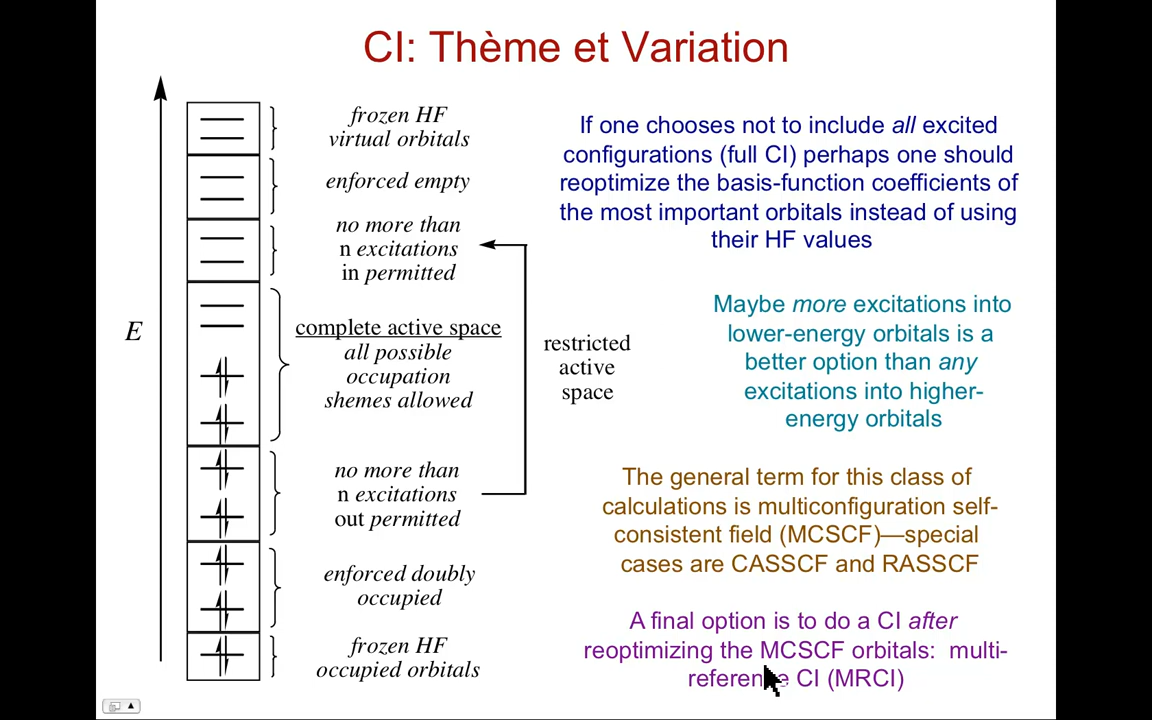 CI: Thème et Variation
frozen HF
virtual orbitals
enforced empty
no more than
n excitations
in permitted
complete active space
all possible
occupation
shemes allowed
no more than
n excitations
out permitted
enforced doubly
occupied
frozen HF
occupied orbitals
E
restricted
active
space
If one chooses not to include all excited
configurations (full CI) perhaps one should
reoptimize the basis-function coefficients of
the most important orbitals instead of using
their HF values
Maybe more excitations into
lower-energy orbitals is a
better option than any
excitations into higher-
energy orbitals
The general term for this class of
calculations is multiconfiguration self-
consistent field (MCSCF)—special
cases are CASSCF and RASSCF
A final option is to do a CI after
reoptimizing the MCSCF orbitals: multi-
reference CI (MRCI)